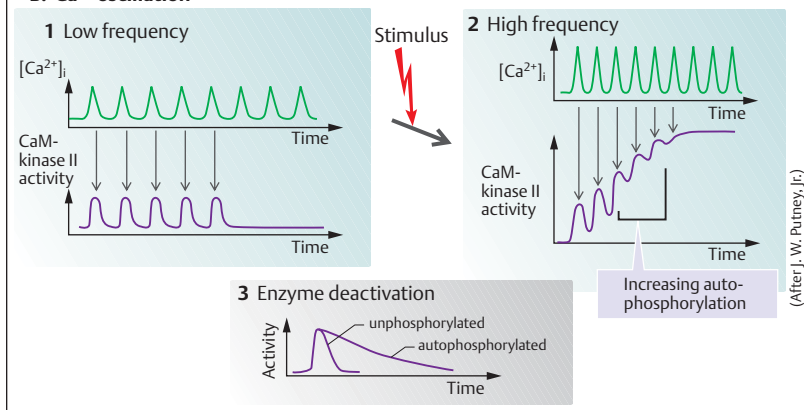 1 Low frequency
[Ca²⁺]ᵢ
Time
CaM-
kinase II
activity
Time
Stimulus
2 High frequency
[Ca²⁺]ᵢ
Time
CaM-
kinase II
activity
Time
Increasing auto-
phosphorylation
3 Enzyme deactivation
Activity
unphosphorylated
autophosphorylated
Time
(After J. W. Putney, Jr.)